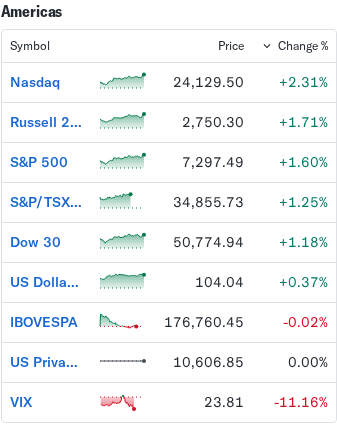 Americas
Symbol Price Change %
Nasdaq 24,129.50 +2.31%
Russell 2... 2,750.30 +1.71%
S&P 500 7,297.49 +1.60%
S&P/TSX... 34,855.73 +1.25%
Dow 30 50,774.94 +1.18%
US Dolla... 104.04 +0.37%
IBOVESPA 176,760.45 -0.02%
US Priva... 10,606.85 0.00%
VIX 23.81 -11.16%